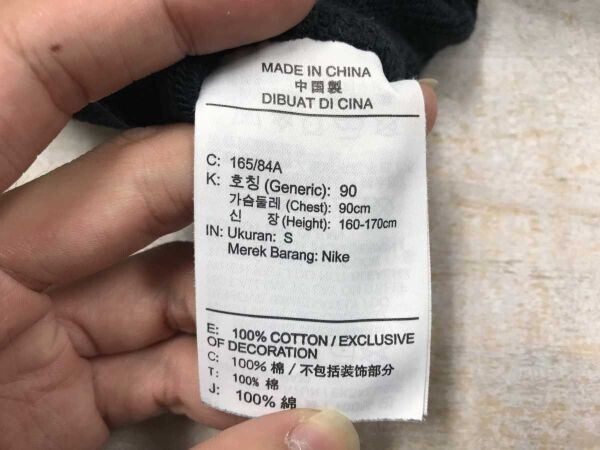 MADE IN CHINA
中国製
DIBUAT DI CINA
C: 165/84A
K: 호칭 (Generic): 90
가슴둘레 (Chest): 90cm
신 장 (Height): 160-170cm
IN: Ukuran: S
Merek Barang: Nike
E: 100% COTTON / EXCLUSIVE
OF DECORATION
C: 100% 棉 / 不包括装饰部分
T: 100% 棉
J: 100% 綿